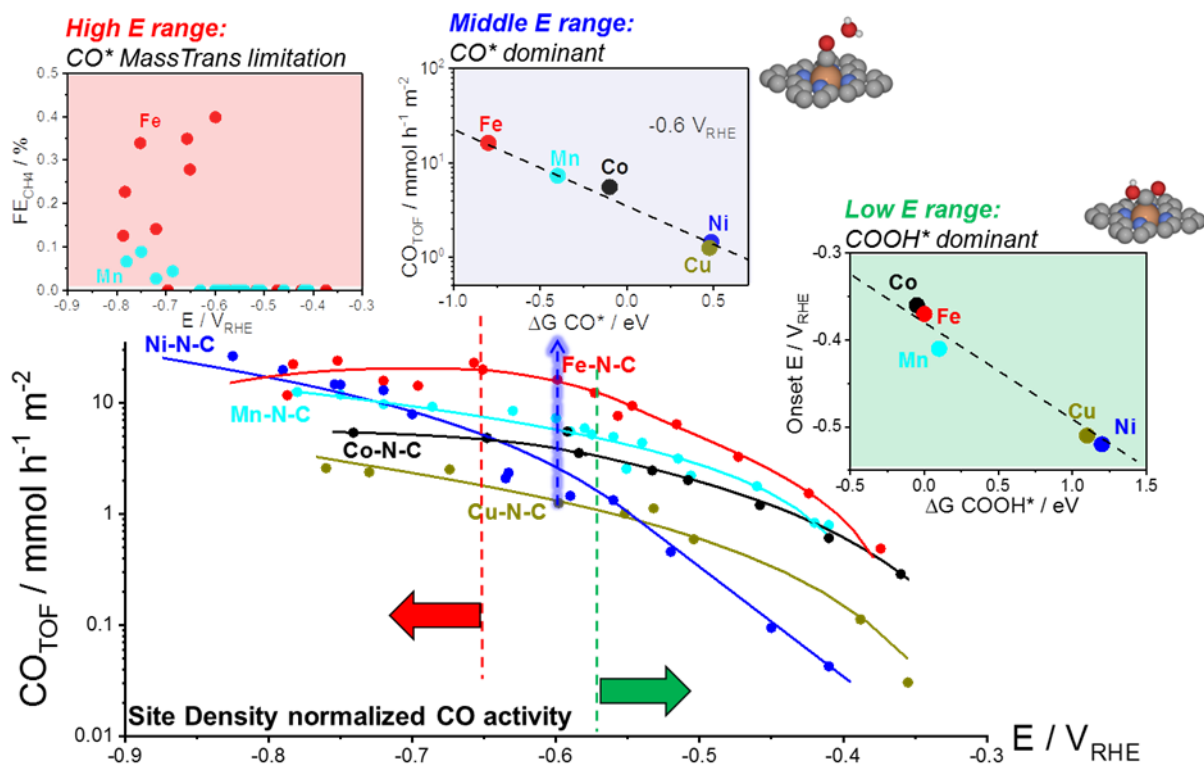 High E range:
CO* MassTrans limitation
0.5
0.4
0.3
0.2
0.1
0.0
FE_CH4 / %
Fe
Mn
-0.9 -0.8 -0.7 -0.6 -0.5 -0.4 -0.3
E / V_RHE
Middle E range:
CO* dominant
10^2
10^1
10^0
CO_TOF / mmol h^-1 m^-2
-0.6 V_RHE
Fe
Mn
Co
Ni
Cu
-1.0 -0.5 0.0 0.5
ΔG CO* / eV
Low E range:
COOH* dominant
-0.3
-0.4
-0.5
Onset E / V_RHE
Co
Fe
Mn
Cu
Ni
-0.5 0.0 0.5 1.0 1.5
ΔG COOH* / eV
CO_TOF / mmol h^-1 m^-2
10
1
0.1
0.01
Ni-N-C
Fe-N-C
Mn-N-C
Co-N-C
Cu-N-C
Site Density normalized CO activity
-0.9 -0.8 -0.7 -0.6 -0.5 -0.4 -0.3
E / V_RHE